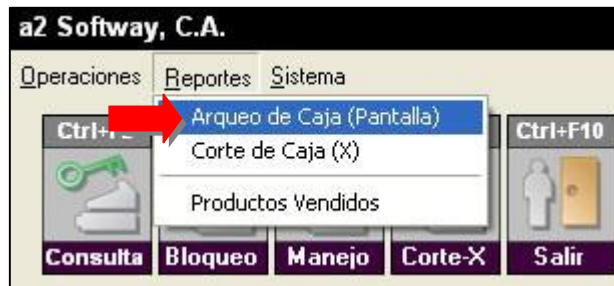 a2 Softway, C.A.
Operaciones Reportes Sistema
Arqueo de Caja (Pantalla)
Corte de Caja (X)
Productos Vendidos
Ctrl+F10
Consulta Bloqueo Manejo Corte-X Salir